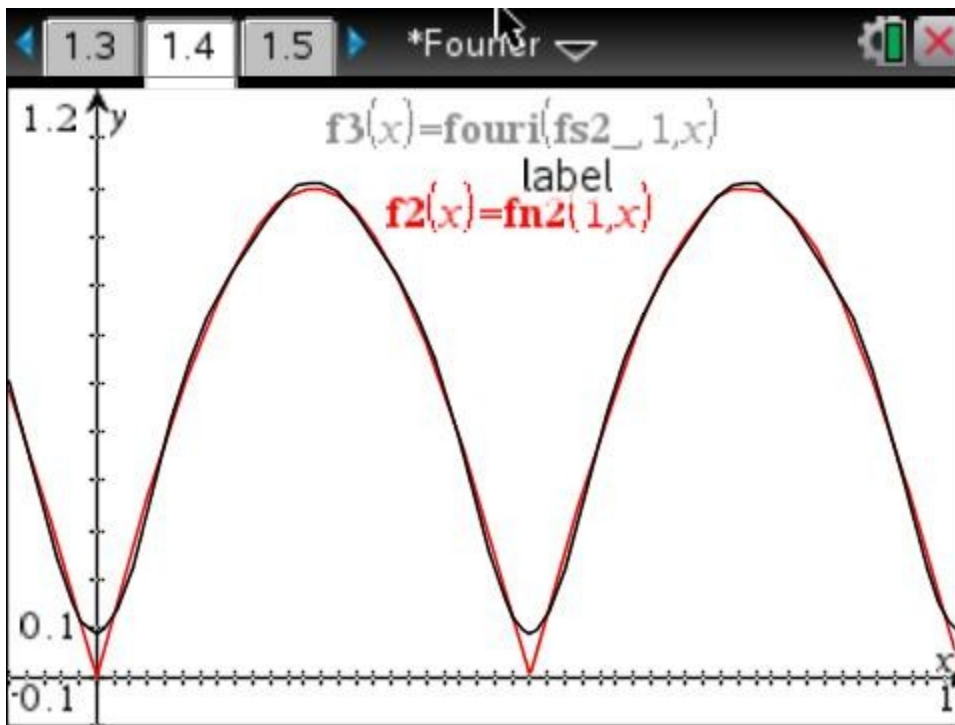 1.3 1.4 1.5 *Fourier
1.2 y
f3(x)=fouri(fs2_,1,x)
label
f2(x)=fn2(1,x)
0.1
x
-0.1 1